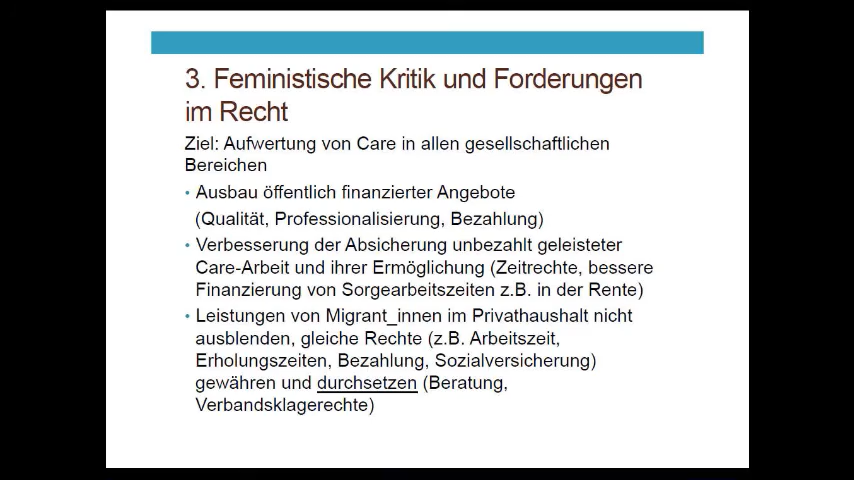 3. Feministische Kritik und Forderungen
im Recht
Ziel: Aufwertung von Care in allen gesellschaftlichen
Bereichen
• Ausbau öffentlich finanzierter Angebote
(Qualität, Professionalisierung, Bezahlung)
• Verbesserung der Absicherung unbezahlt geleisteter
Care-Arbeit und ihrer Ermöglichung (Zeitrechte, bessere
Finanzierung von Sorgearbeitszeiten z.B. in der Rente)
• Leistungen von Migrant_innen im Privathaushalt nicht
ausblenden, gleiche Rechte (z.B. Arbeitszeit,
Erholungszeiten, Bezahlung, Sozialversicherung)
gewähren und durchsetzen (Beratung,
Verbandsklagerechte)